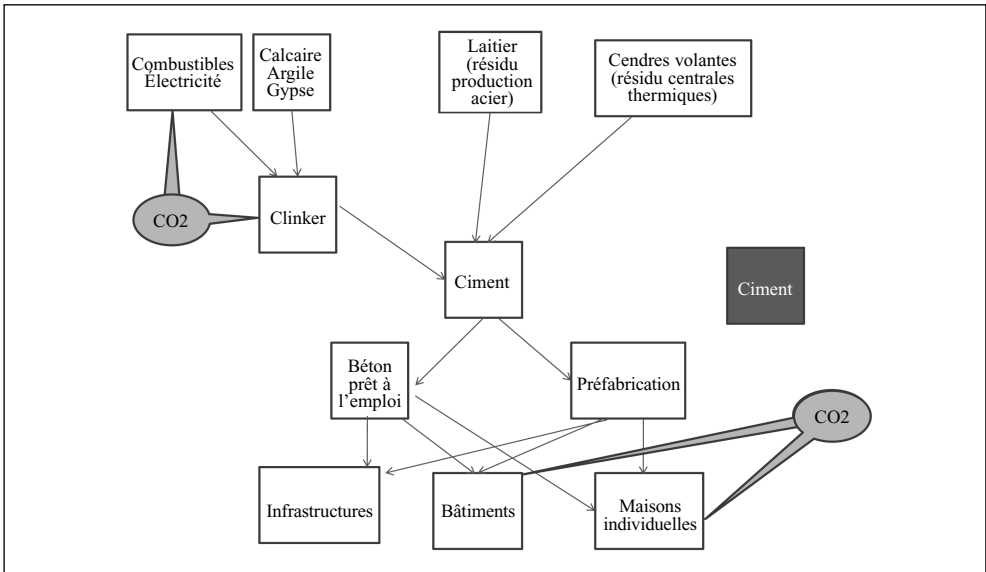 Combustibles
Électricité
Calcaire
Argile
Gypse
Laitier
(résidu
production
acier)
Cendres volantes
(résidu centrales
thermiques)
CO2
Clinker
Ciment
Ciment
Béton
prêt à
l’emploi
Préfabrication
CO2
Infrastructures
Bâtiments
Maisons
individuelles